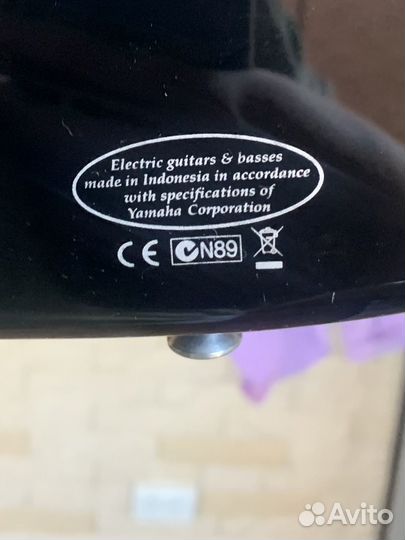 Electric guitars & basses
made in Indonesia in accordance
with specifications of
Yamaha Corporation
CE N89
Avito